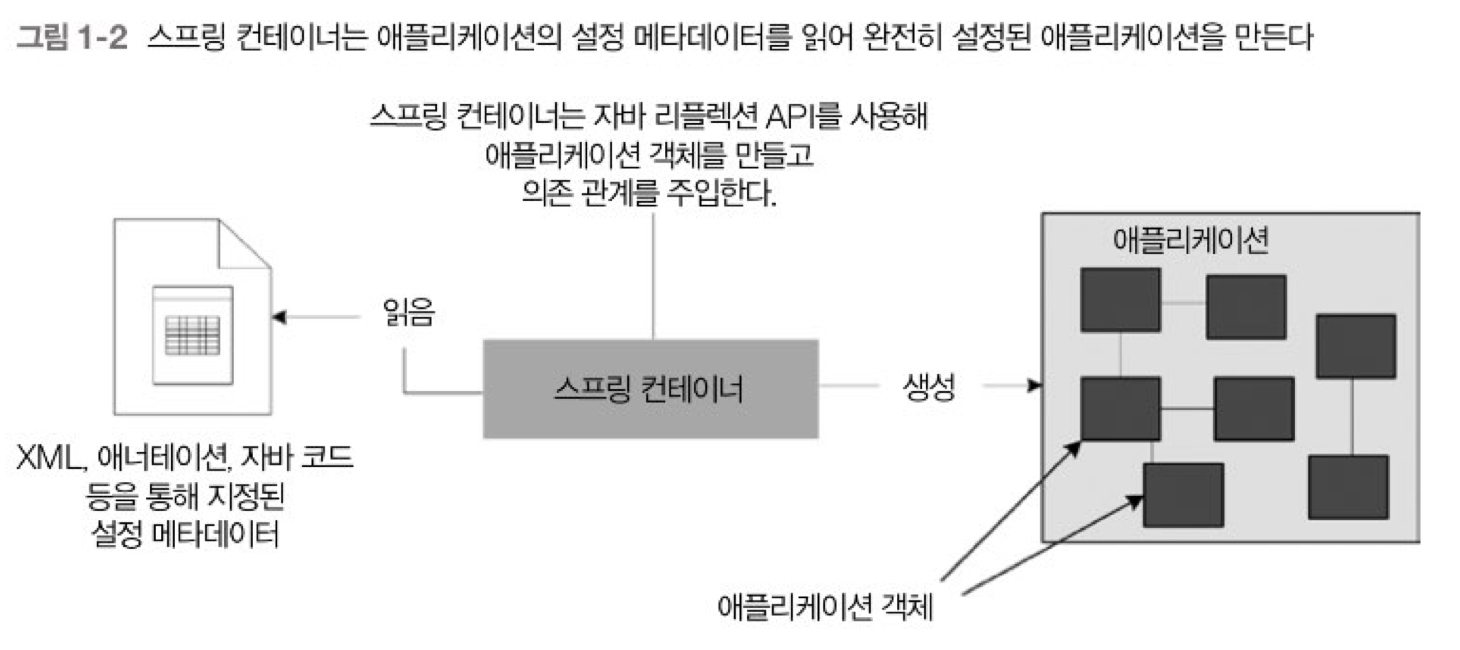 그림 1-2 스프링 컨테이너는 애플리케이션의 설정 메타데이터를 읽어 완전히 설정된 애플리케이션을 만든다
스프링 컨테이너는 자바 리플렉션 API를 사용해
애플리케이션 객체를 만들고
의존 관계를 주입한다.
애플리케이션
읽음
스프링 컨테이너
생성
XML, 애너테이션, 자바 코드
등을 통해 지정된
설정 메타데이터
애플리케이션 객체